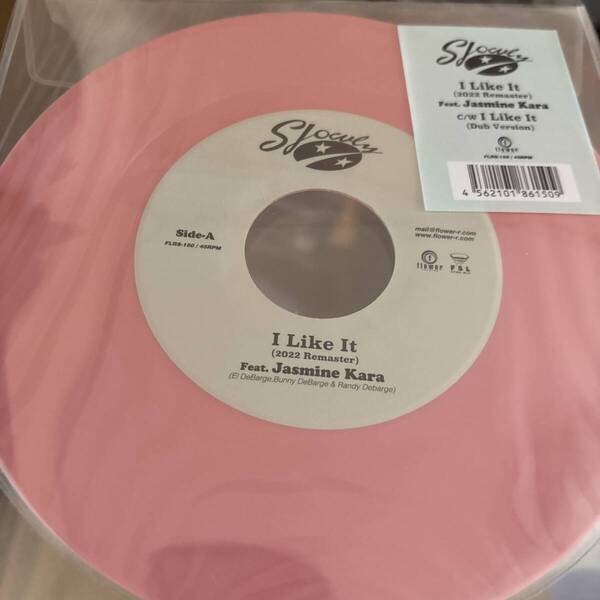 Slowly
I Like It
(2022 Remaster)
Feat. Jasmine Kara
C/W I Like It
(Dub Version)
flower
FLRS-150 / 45RPM
4 562101 861509
Slowly
Side-A
FLRS-150 / 45RPM
mail@flower-r.com
www.flower-r.com
flower
FSL
I Like It
(2022 Remaster)
Feat. Jasmine Kara
(El DeBarge,Bunny DeBarge & Randy Debarge)